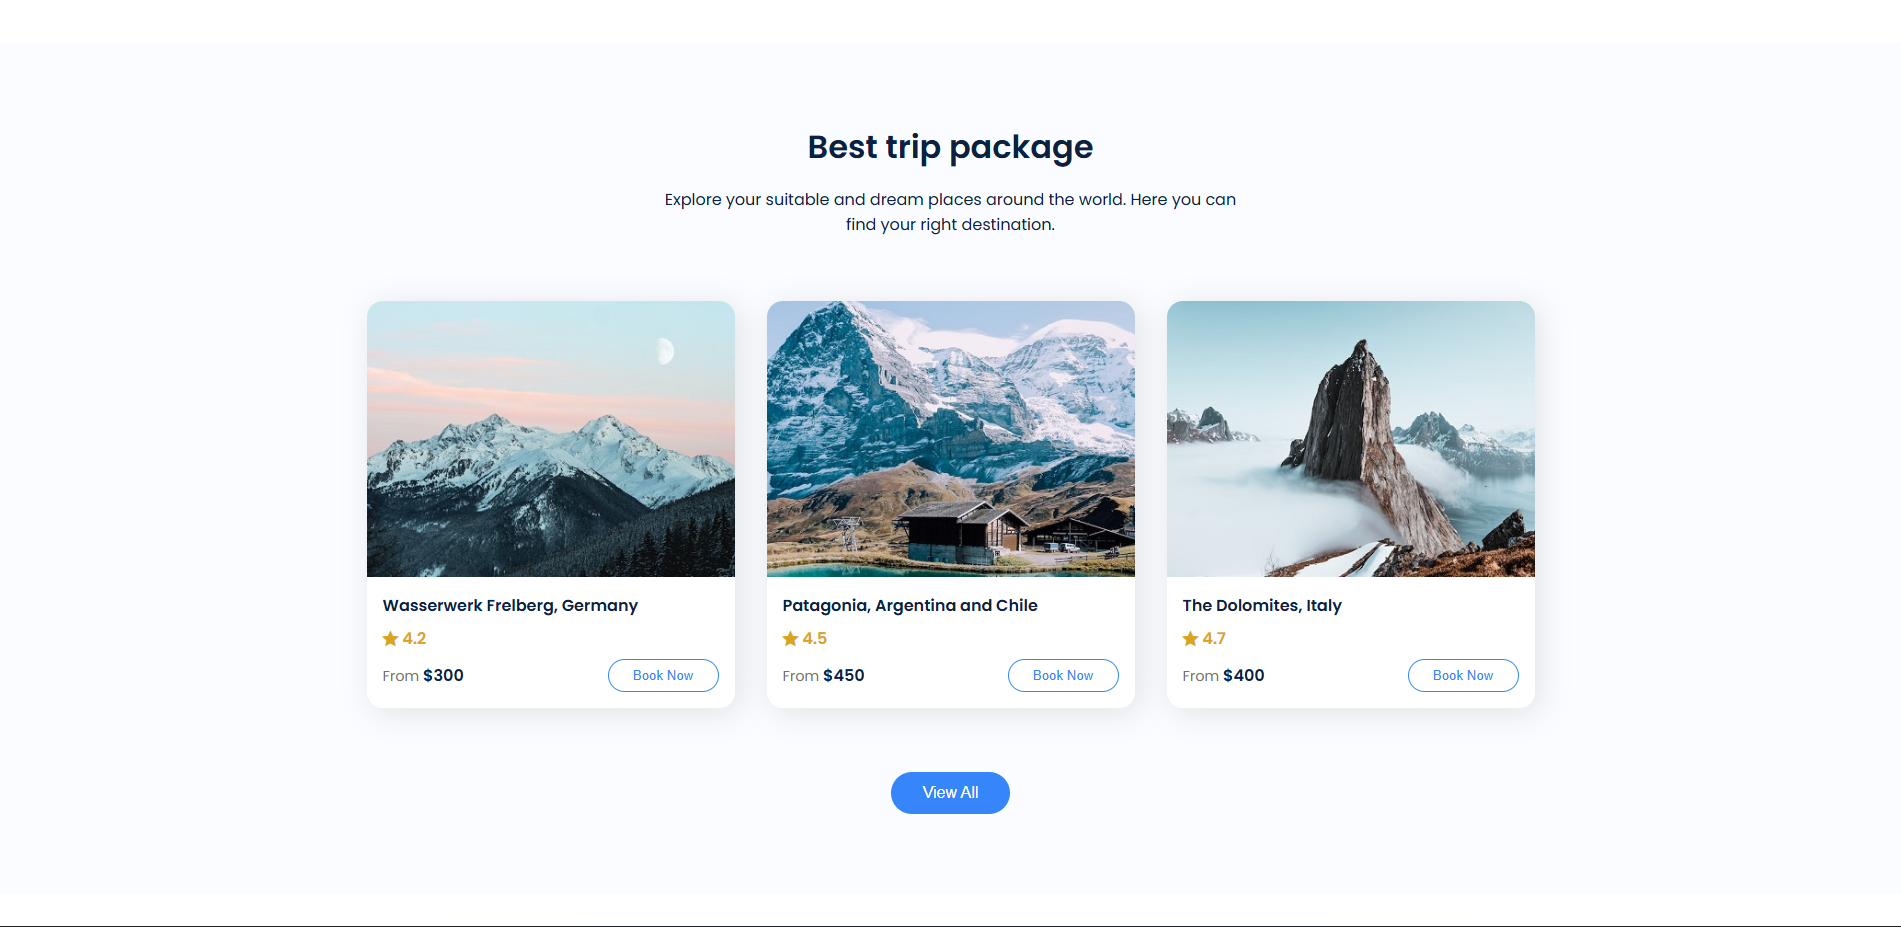 Best trip package
Explore your suitable and dream places around the world. Here you can
find your right destination.
Wasserwerk Frelberg, Germany
4.2
From $300
Book Now
Patagonia, Argentina and Chile
4.5
From $450
Book Now
The Dolomites, Italy
4.7
From $400
Book Now
View All